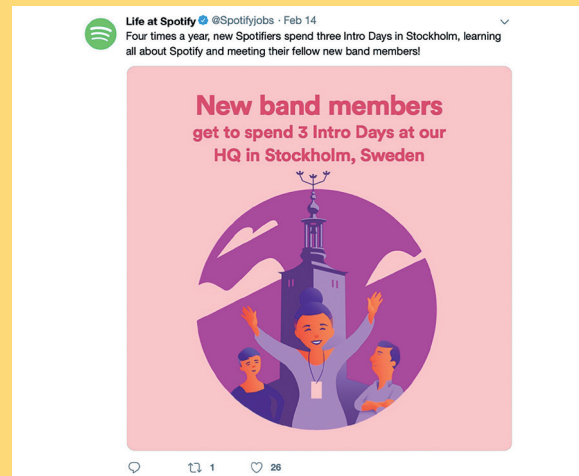 Life at Spotify @Spotifyjobs · Feb 14
Four times a year, new Spotifiers spend three Intro Days in Stockholm, learning
all about Spotify and meeting their fellow new band members!
New band members
get to spend 3 Intro Days at our
HQ in Stockholm, Sweden
1 26